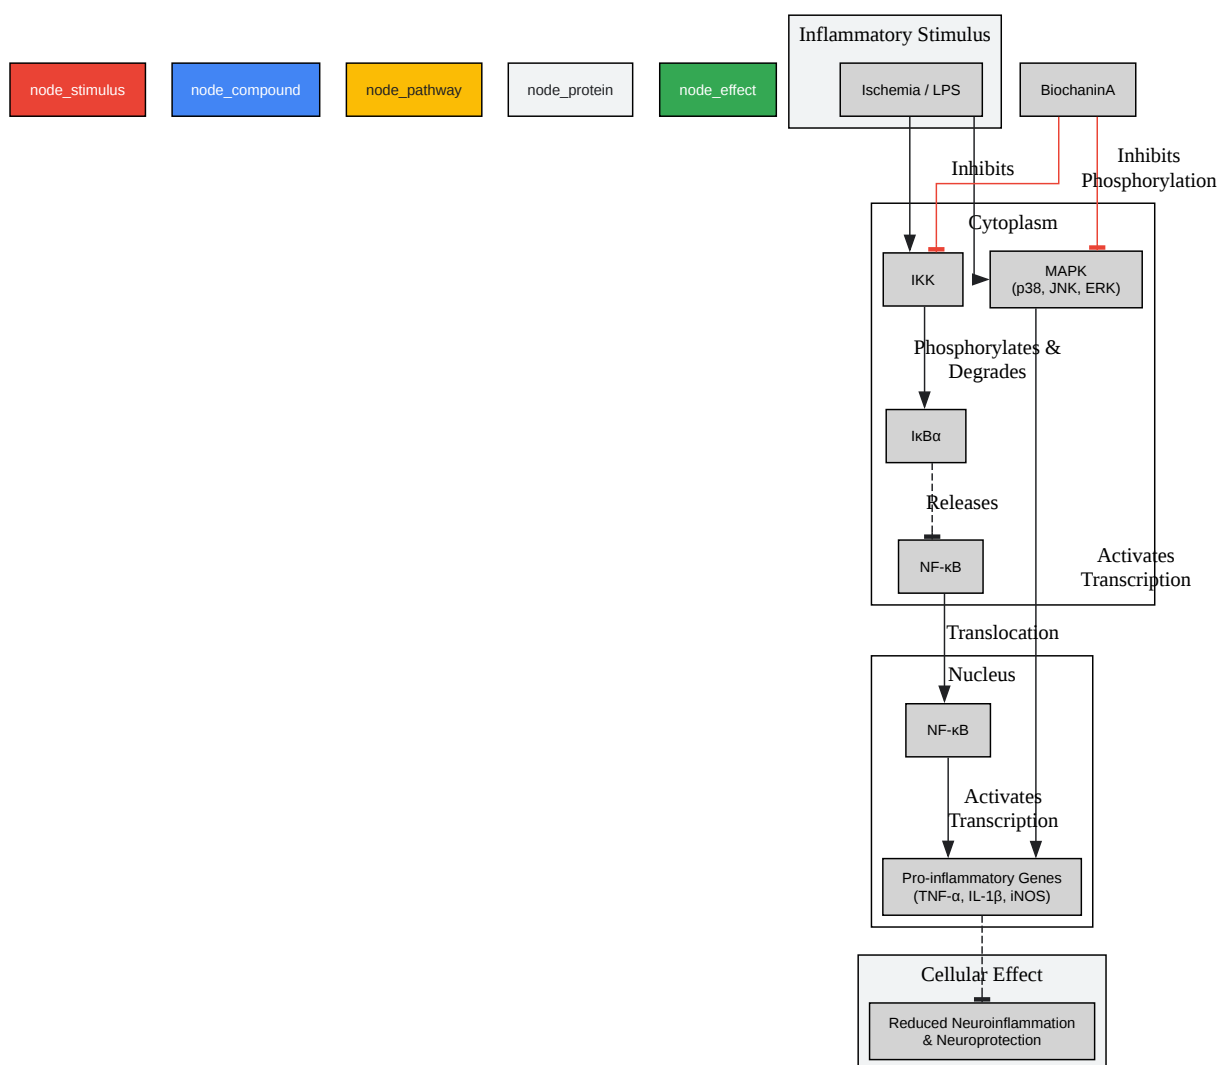 Inflammatory Stimulus
node_stimulus
node_compound
node_pathway
node_protein
node_effect
Ischemia / LPS
BiochaninA
Inhibits
Inhibits
Phosphorylation
Cytoplasm
IKK
MAPK
(p38, JNK, ERK)
Phosphorylates &
Degrades
IκBα
Releases
NF-κB
Activates
Transcription
Translocation
Nucleus
NF-κB
Activates
Transcription
Pro-inflammatory Genes
(TNF-α, IL-1β, iNOS)
Cellular Effect
Reduced Neuroinflammation
& Neuroprotection